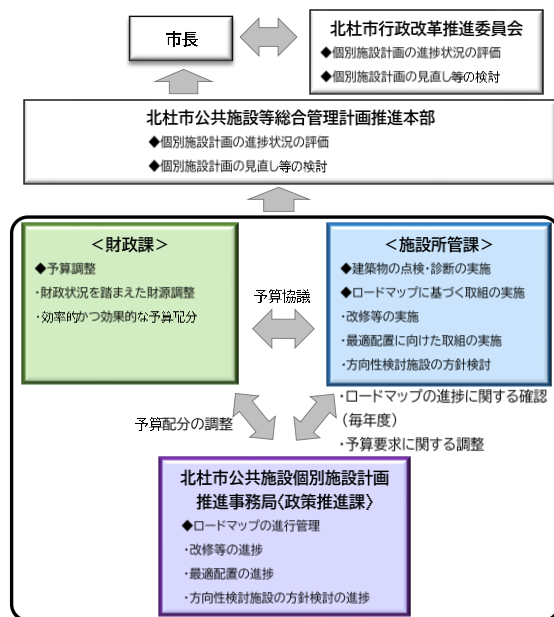 市長
北杜市行政改革推進委員会
◆個別施設計画の進捗状況の評価
◆個別施設計画の見直し等の検討
北杜市公共施設等総合管理計画推進本部
◆個別施設計画の進捗状況の評価
◆個別施設計画の見直し等の検討
＜財政課＞
◆予算調整
・財政状況を踏まえた財源調整
・効率的かつ効果的な予算配分
予算協議
＜施設所管課＞
◆建築物の点検・診断の実施
◆ロードマップに基づく取組の実施
・改修等の実施
・最適配置に向けた取組の実施
・方向性検討施設の方針検討
予算配分の調整
・ロードマップの進捗に関する確認
（毎年度）
・予算要求に関する調整
北杜市公共施設個別施設計画
推進事務局〈政策推進課〉
◆ロードマップの進行管理
・改修等の進捗
・最適配置の進捗
・方向性検討施設の方針検討の進捗